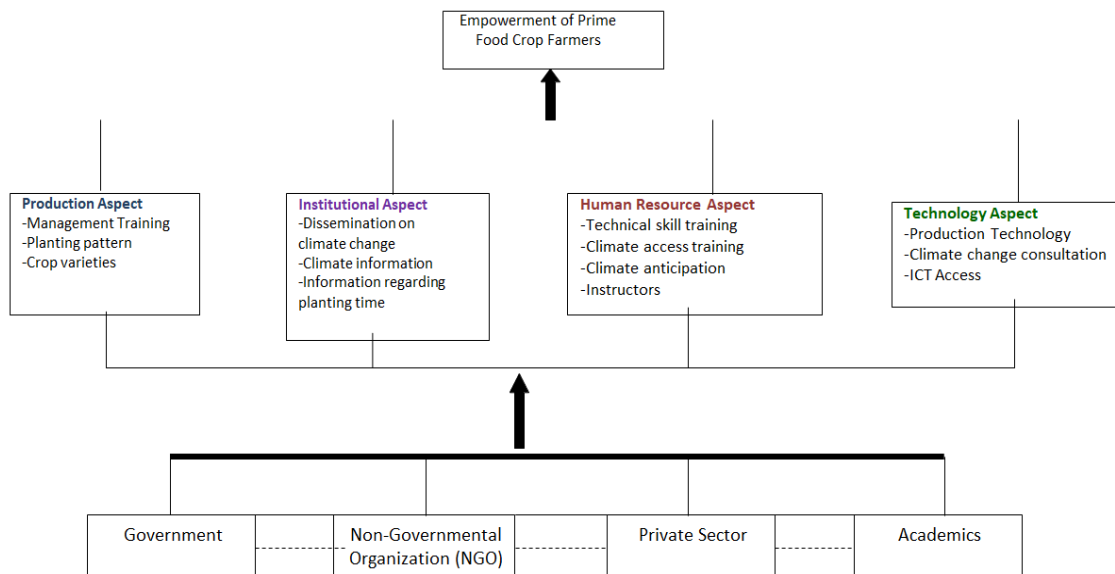 Empowerment of Prime
Food Crop Farmers
Production Aspect
-Management Training
-Planting pattern
-Crop varieties
Institutional Aspect
-Dissemination on
climate change
-Climate information
-Information regarding
planting time
Human Resource Aspect
-Technical skill training
-Climate access training
-Climate anticipation
-Instructors
Technology Aspect
-Production Technology
-Climate change consultation
-ICT Access
Government
Non-Governmental
Organization (NGO)
Private Sector
Academics